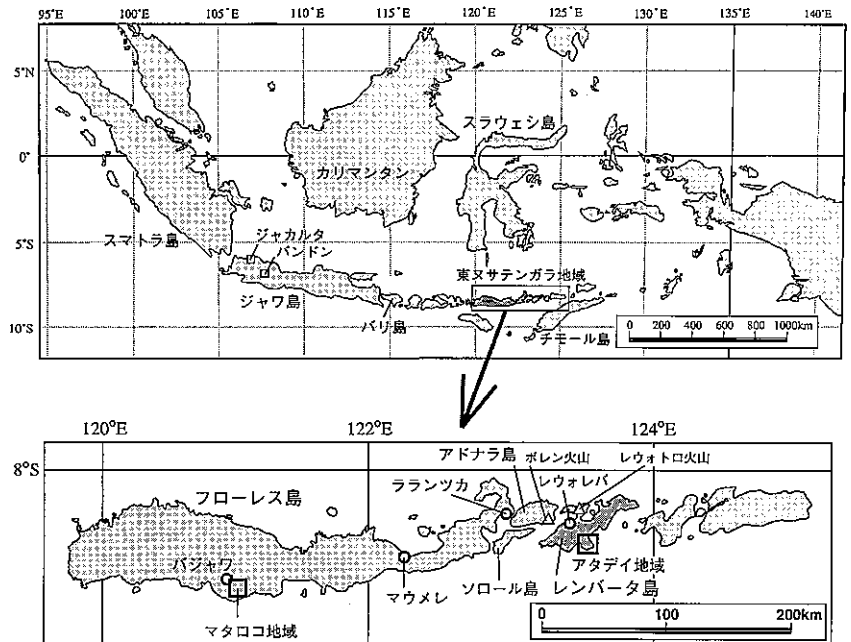 95°E 100°E 105°E 110°E 115°E 120°E 125°E 130°E 135°E 140°E
5°N
スラウェシ島
0°
カリマンタン
スマトラ島
5°S
ジャカルタ
バンドン
東ヌサテンガラ地域
ジャワ島
バリ島
チモール島
10°S
0 200 400 600 800 1000km
120°E 122°E 124°E
8°S
アドナラ島 ボレン火山 レウォトロ火山
フローレス島 ラランツカ レウォレバ
バジャワ
マウメレ
ソロール島 レンバータ島
アタデイ地域
マタロコ地域
0 100 200km